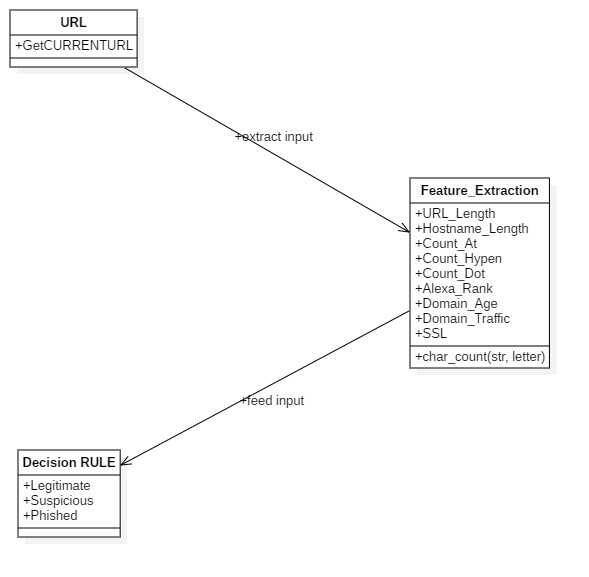 URL
+GetCURRENTURL
+extract input
Feature_Extraction
+URL_Length
+Hostname_Length
+Count_At
+Count_Hypen
+Count_Dot
+Alexa_Rank
+Domain_Age
+Domain_Traffic
+SSL
+char_count(str, letter)
+feed input
Decision RULE
+Legitimate
+Suspicious
+Phished